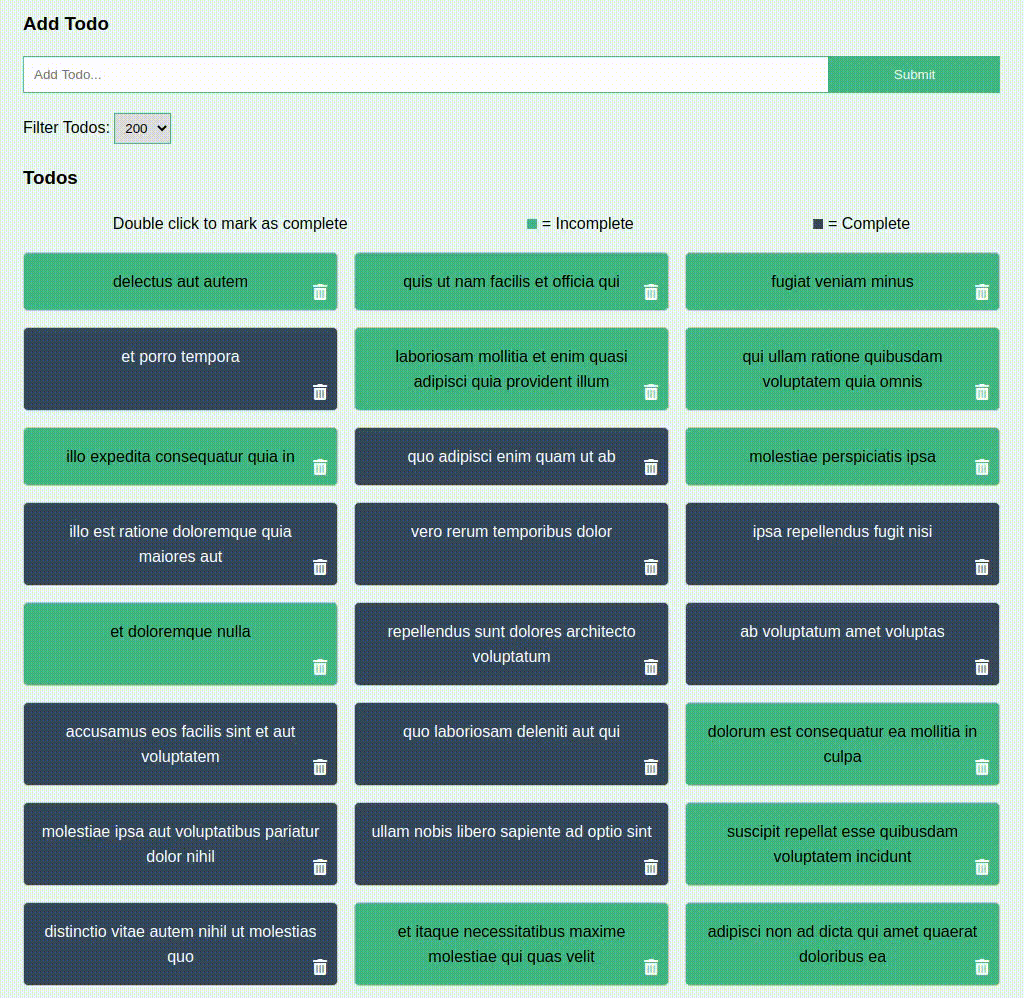 Add Todo
Add Todo...
Submit
Filter Todos: 200
Todos
Double click to mark as complete
= Incomplete
= Complete
delectus aut autem
quis ut nam facilis et officia qui
fugiat veniam minus
et porro tempora
laboriosam mollitia et enim quasi
adipisci quia provident illum
qui ullam ratione quibusdam
voluptatem quia omnis
illo expedita consequatur quia in
quo adipisci enim quam ut ab
molestiae perspiciatis ipsa
illo est ratione doloremque quia
maiores aut
vero rerum temporibus dolor
ipsa repellendus fugit nisi
et doloremque nulla
repellendus sunt dolores architecto
voluptatum
ab voluptatum amet voluptas
accusamus eos facilis sint et aut
voluptatem
quo laboriosam deleniti aut qui
dolorum est consequatur ea mollitia in
culpa
molestiae ipsa aut voluptatibus pariatur
dolor nihil
ullam nobis libero sapiente ad optio sint
suscipit repellat esse quibusdam
voluptatem incidunt
distinctio vitae autem nihil ut molestias
quo
et itaque necessitatibus maxime
molestiae qui quas velit
adipisci non ad dicta qui amet quaerat
doloribus ea